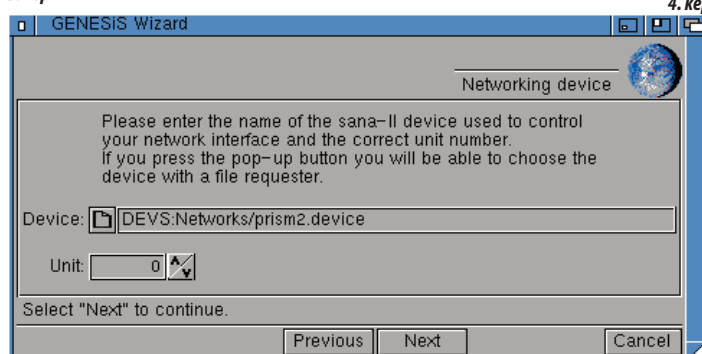 GENESiS Wizard
Networking device
Please enter the name of the sana-II device used to control
your network interface and the correct unit number.
If you press the pop-up button you will be able to choose the
device with a file requester.
Device: DEVS:Networks/prism2.device
Unit: 0
Select "Next" to continue.
Previous Next Cancel